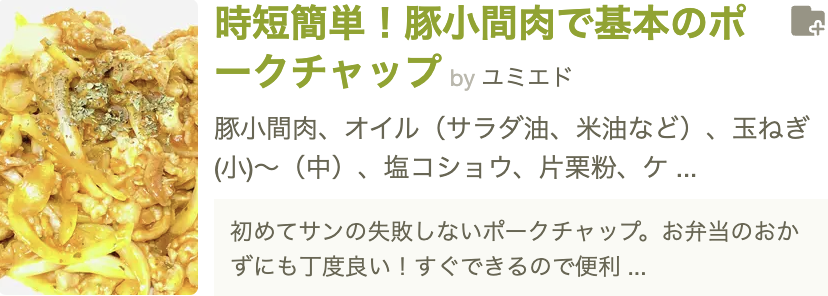 時短簡単！豚小間肉で基本のポ
ークチャップ by ユミエド
豚小間肉、オイル（サラダ油、米油など）、玉ねぎ
(小)〜（中）、塩コショウ、片栗粉、ケ ...
初めてサンの失敗しないポークチャップ。お弁当のおか
ずにも丁度良い！すぐできるので便利 ...